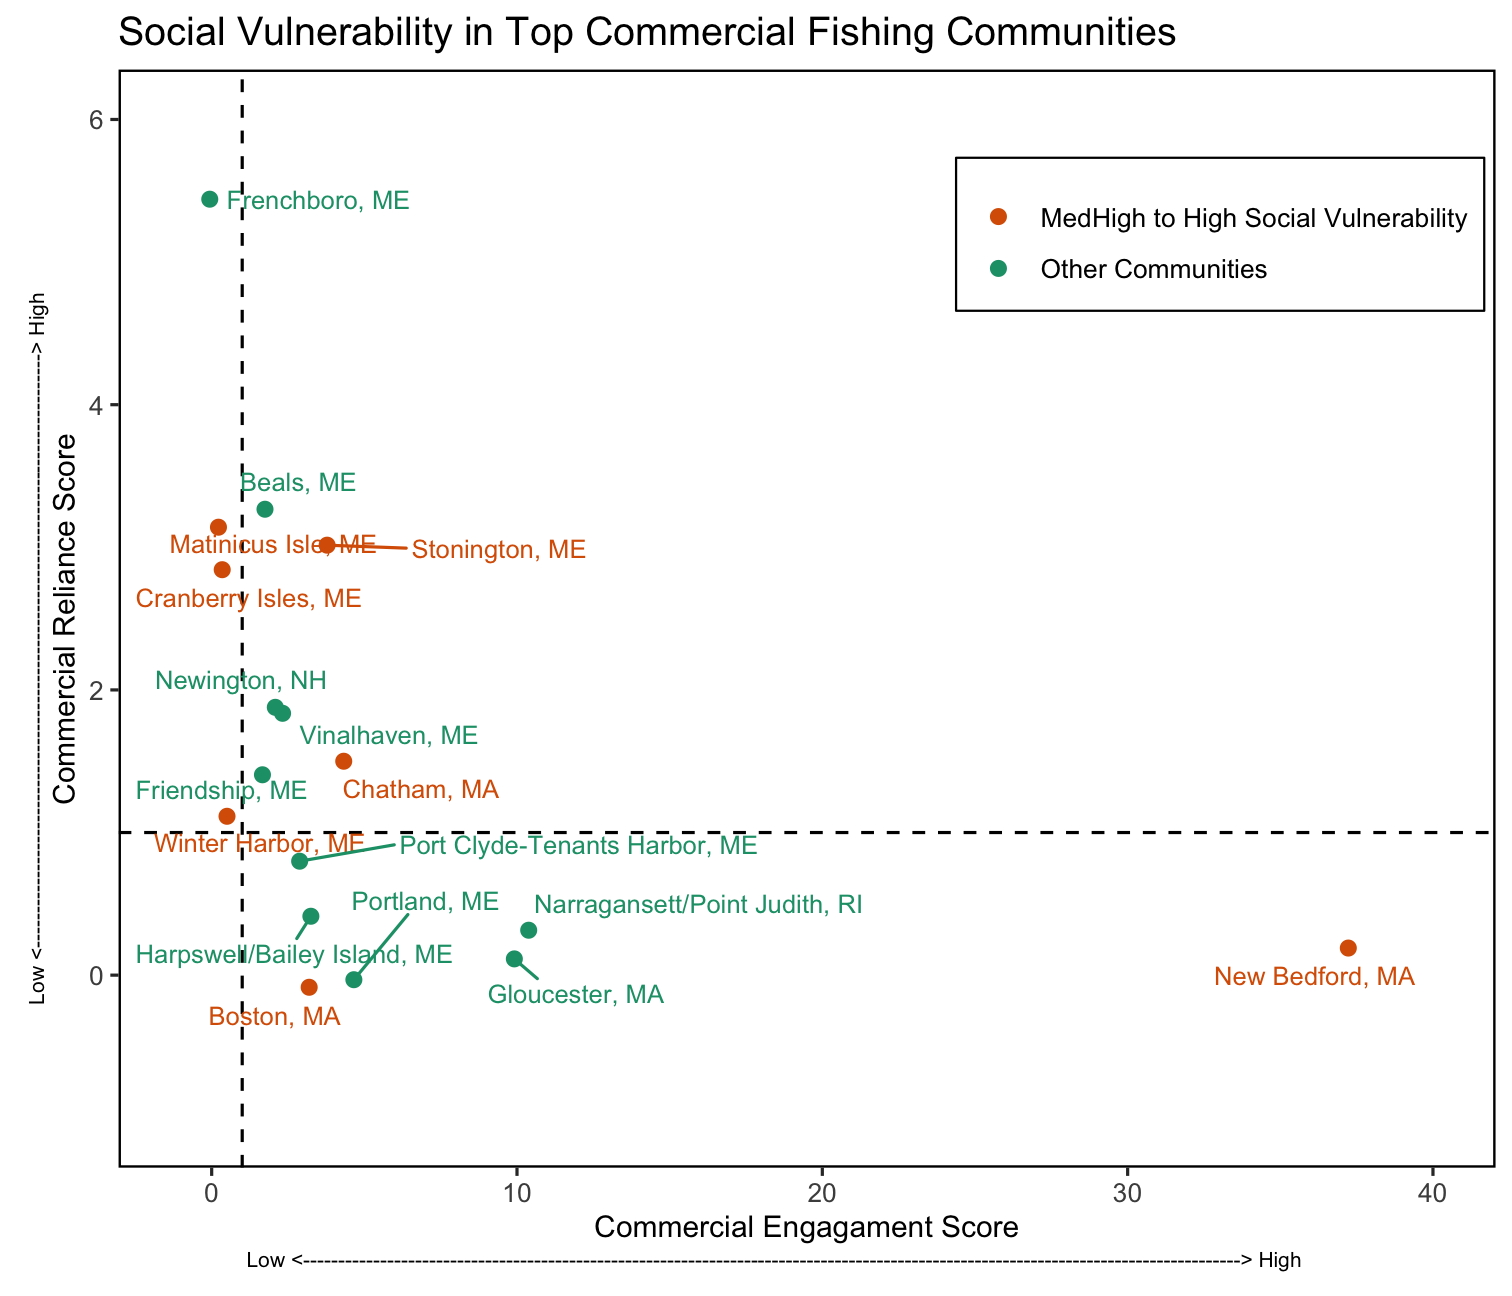 Social Vulnerability in Top Commercial Fishing Communities
6
Frenchboro, ME
MedHigh to High Social Vulnerability
Other Communities
Low <---------------------------------------------------------------------> High
Commercial Reliance Score
4
Beals, ME
Matinicus Isle, ME
Stonington, ME
Cranberry Isles, ME
2
Newington, NH
Vinalhaven, ME
Chatham, MA
Friendship, ME
Winter Harbor, ME
Port Clyde-Tenants Harbor, ME
Portland, ME
Narragansett/Point Judith, RI
Harpswell/Bailey Island, ME
0
New Bedford, MA
Gloucester, MA
Boston, MA
0
10
20
30
40
Commercial Engagament Score
Low <---------------------------------------------------------------------------------------------------------------------------> High